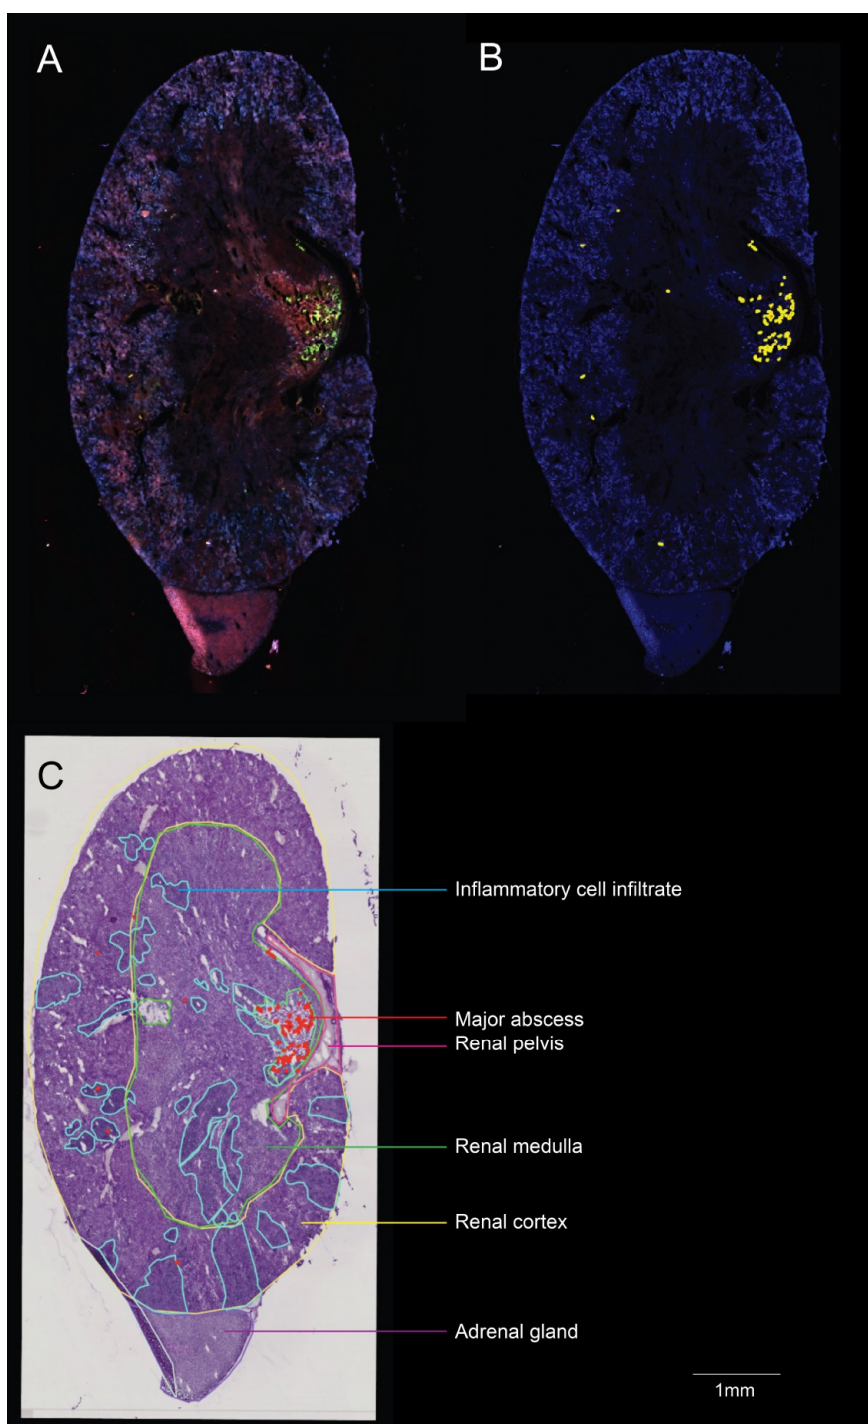 A
B
C
Inflammatory cell infiltrate
Major abscess
Renal pelvis
Renal medulla
Renal cortex
Adrenal gland
1mm